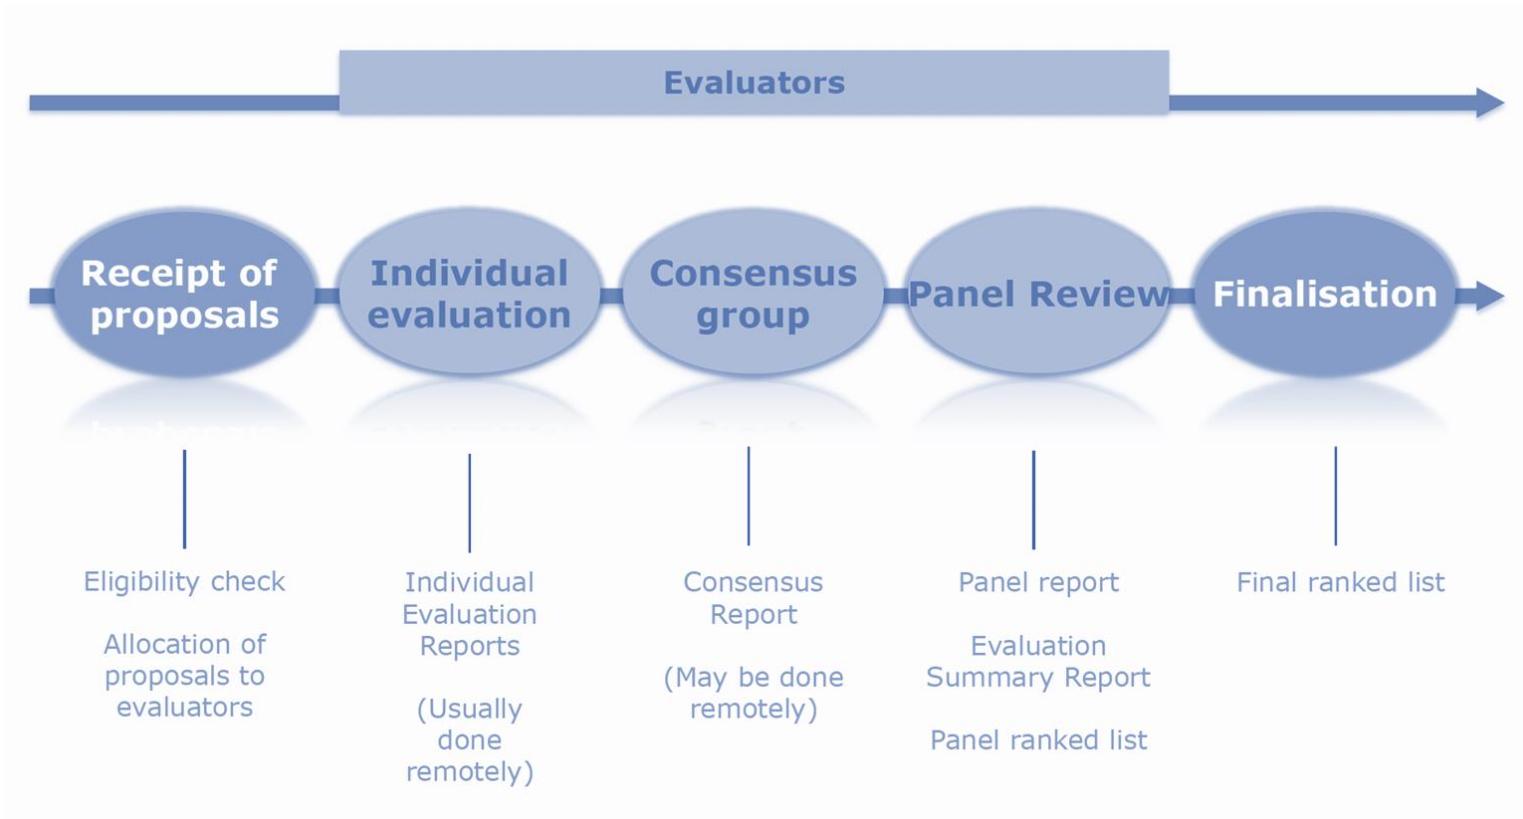 Evaluators
Receipt of
proposals
Individual
evaluation
Consensus
group
Panel Review
Finalisation
Eligibility check
Allocation of
proposals to
evaluators
Individual
Evaluation
Reports
(Usually
done
remotely)
Consensus
Report
(May be done
remotely)
Panel report
Evaluation
Summary Report
Panel ranked list
Final ranked list